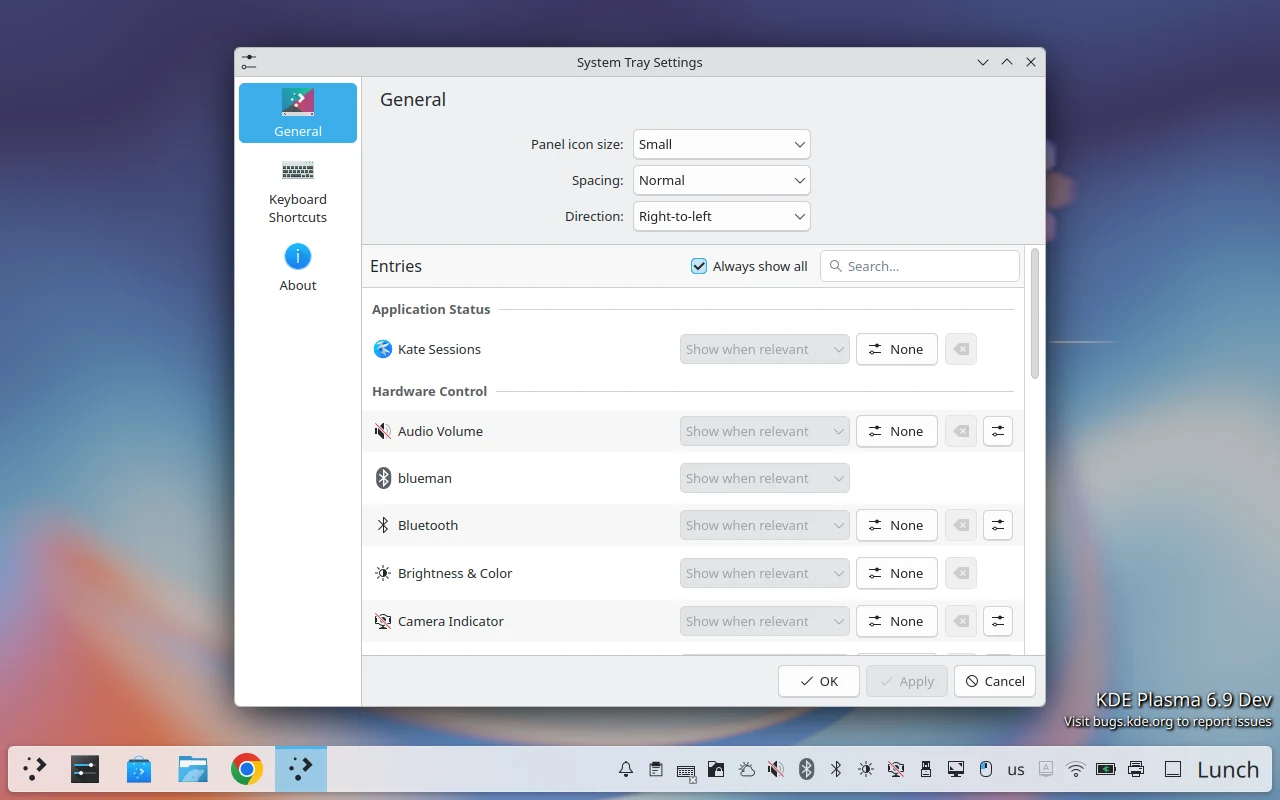 System Tray Settings
General
General
Panel icon size: Small
Keyboard
Shortcuts
Spacing: Normal
Direction: Right-to-left
About
Entries
Always show all
Search...
Application Status
Kate Sessions
Show when relevant
None
Hardware Control
Audio Volume
Show when relevant
None
blueman
Show when relevant
Bluetooth
Show when relevant
None
Brightness & Color
Show when relevant
None
Camera Indicator
Show when relevant
None
OK
Apply
Cancel
KDE Plasma 6.9 Dev
Visit bugs.kde.org to report issues
us
A
Lunch